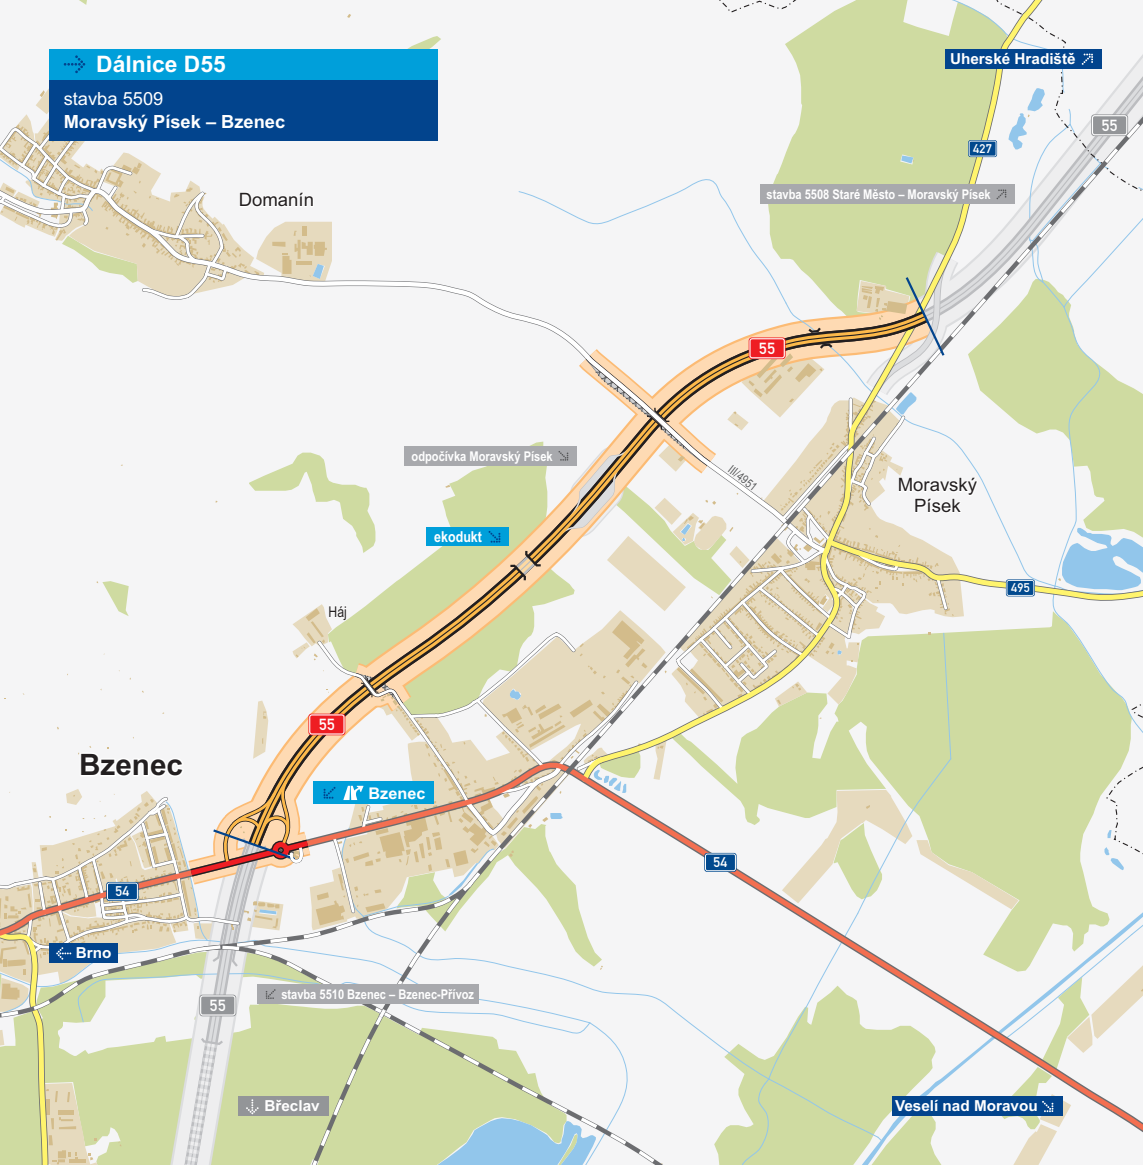 Dálnice D55
stavba 5509
Moravský Písek – Bzenec
Uherské Hradiště
55
427
stavba 5508 Staré Město – Moravský Písek
Domanín
55
odpočívka Moravský Písek
III/4951
Moravský
Písek
ekodukt
495
Háj
55
Bzenec
Bzenec
54
54
Brno
stavba 5510 Bzenec – Bzenec-Přívoz
55
Břeclav
Veselí nad Moravou